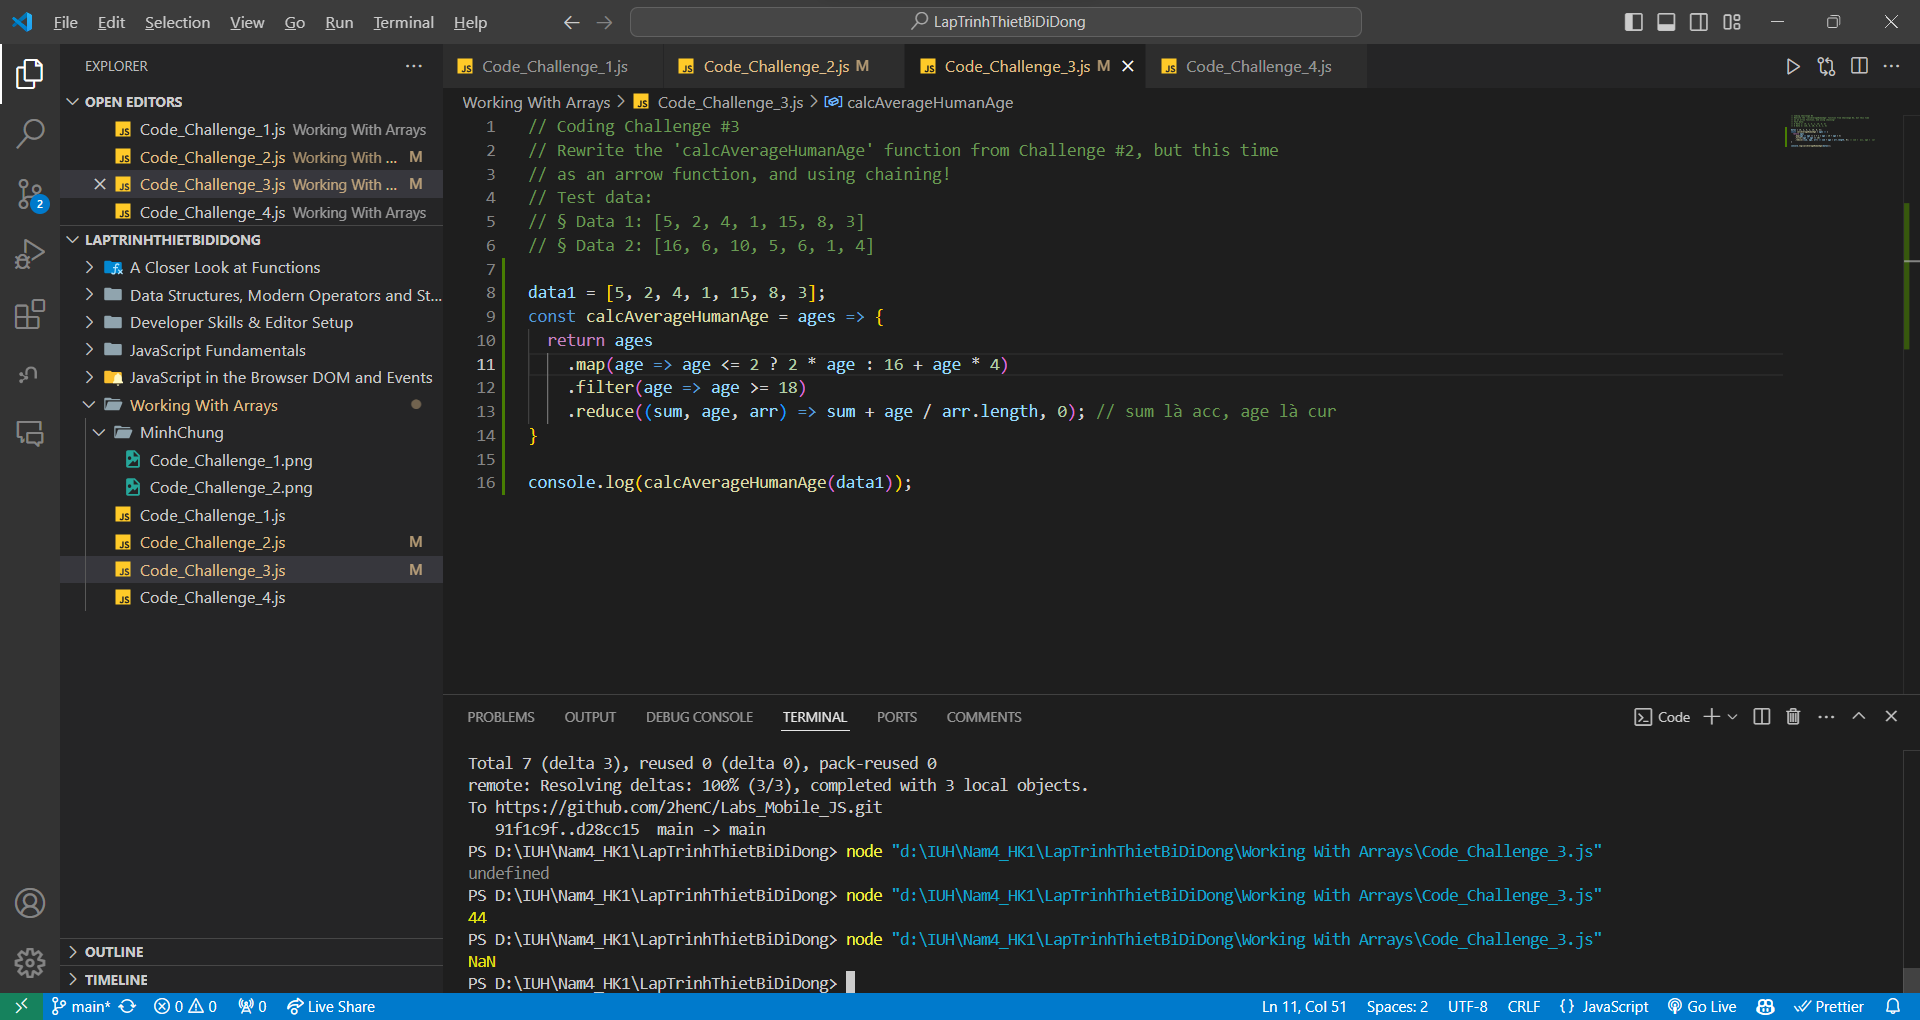 File Edit Selection View Go Run Terminal Help
LapTrinhThietBiDiDong
EXPLORER
OPEN EDITORS
Code_Challenge_1.js Working With Arrays
Code_Challenge_2.js Working With ... M
Code_Challenge_3.js Working With ... M
Code_Challenge_4.js Working With Arrays
LAPTRINHTHIETBIDIDONG
A Closer Look at Functions
Data Structures, Modern Operators and St...
Developer Skills & Editor Setup
JavaScript Fundamentals
JavaScript in the Browser DOM and Events
Working With Arrays
MinhChung
Code_Challenge_1.png
Code_Challenge_2.png
Code_Challenge_1.js
Code_Challenge_2.js M
Code_Challenge_3.js M
Code_Challenge_4.js
OUTLINE
TIMELINE
2
Code_Challenge_1.js Code_Challenge_2.js M Code_Challenge_3.js M Code_Challenge_4.js
Working With Arrays > Code_Challenge_3.js > calcAverageHumanAge
1 // Coding Challenge #3
2 // Rewrite the 'calcAverageHumanAge' function from Challenge #2, but this time
3 // as an arrow function, and using chaining!
4 // Test data:
5 // § Data 1: [5, 2, 4, 1, 15, 8, 3]
6 // § Data 2: [16, 6, 10, 5, 6, 1, 4]
7
8 data1 = [5, 2, 4, 1, 15, 8, 3];
9 const calcAverageHumanAge = ages => {
10 return ages
11 .map(age => age <= 2 ? 2 * age : 16 + age * 4)
12 .filter(age => age >= 18)
13 .reduce((sum, age, arr) => sum + age / arr.length, 0); // sum là acc, age là cur
14 }
15
16 console.log(calcAverageHumanAge(data1));
PROBLEMS OUTPUT DEBUG CONSOLE TERMINAL PORTS COMMENTS
Code
Total 7 (delta 3), reused 0 (delta 0), pack-reused 0
remote: Resolving deltas: 100% (3/3), completed with 3 local objects.
To https://github.com/2henC/Labs_Mobile_JS.git
91f1c9f..d28cc15 main -> main
PS D:\IUH\Nam4_HK1\LapTrinhThietBiDiDong> node "d:\IUH\Nam4_HK1\LapTrinhThietBiDiDong\Working With Arrays\Code_Challenge_3.js"
undefined
PS D:\IUH\Nam4_HK1\LapTrinhThietBiDiDong> node "d:\IUH\Nam4_HK1\LapTrinhThietBiDiDong\Working With Arrays\Code_Challenge_3.js"
44
PS D:\IUH\Nam4_HK1\LapTrinhThietBiDiDong> node "d:\IUH\Nam4_HK1\LapTrinhThietBiDiDong\Working With Arrays\Code_Challenge_3.js"
NaN
PS D:\IUH\Nam4_HK1\LapTrinhThietBiDiDong>
main* 0 0 0 Live Share
Ln 11, Col 51 Spaces: 2 UTF-8 CRLF {} JavaScript Go Live Prettier